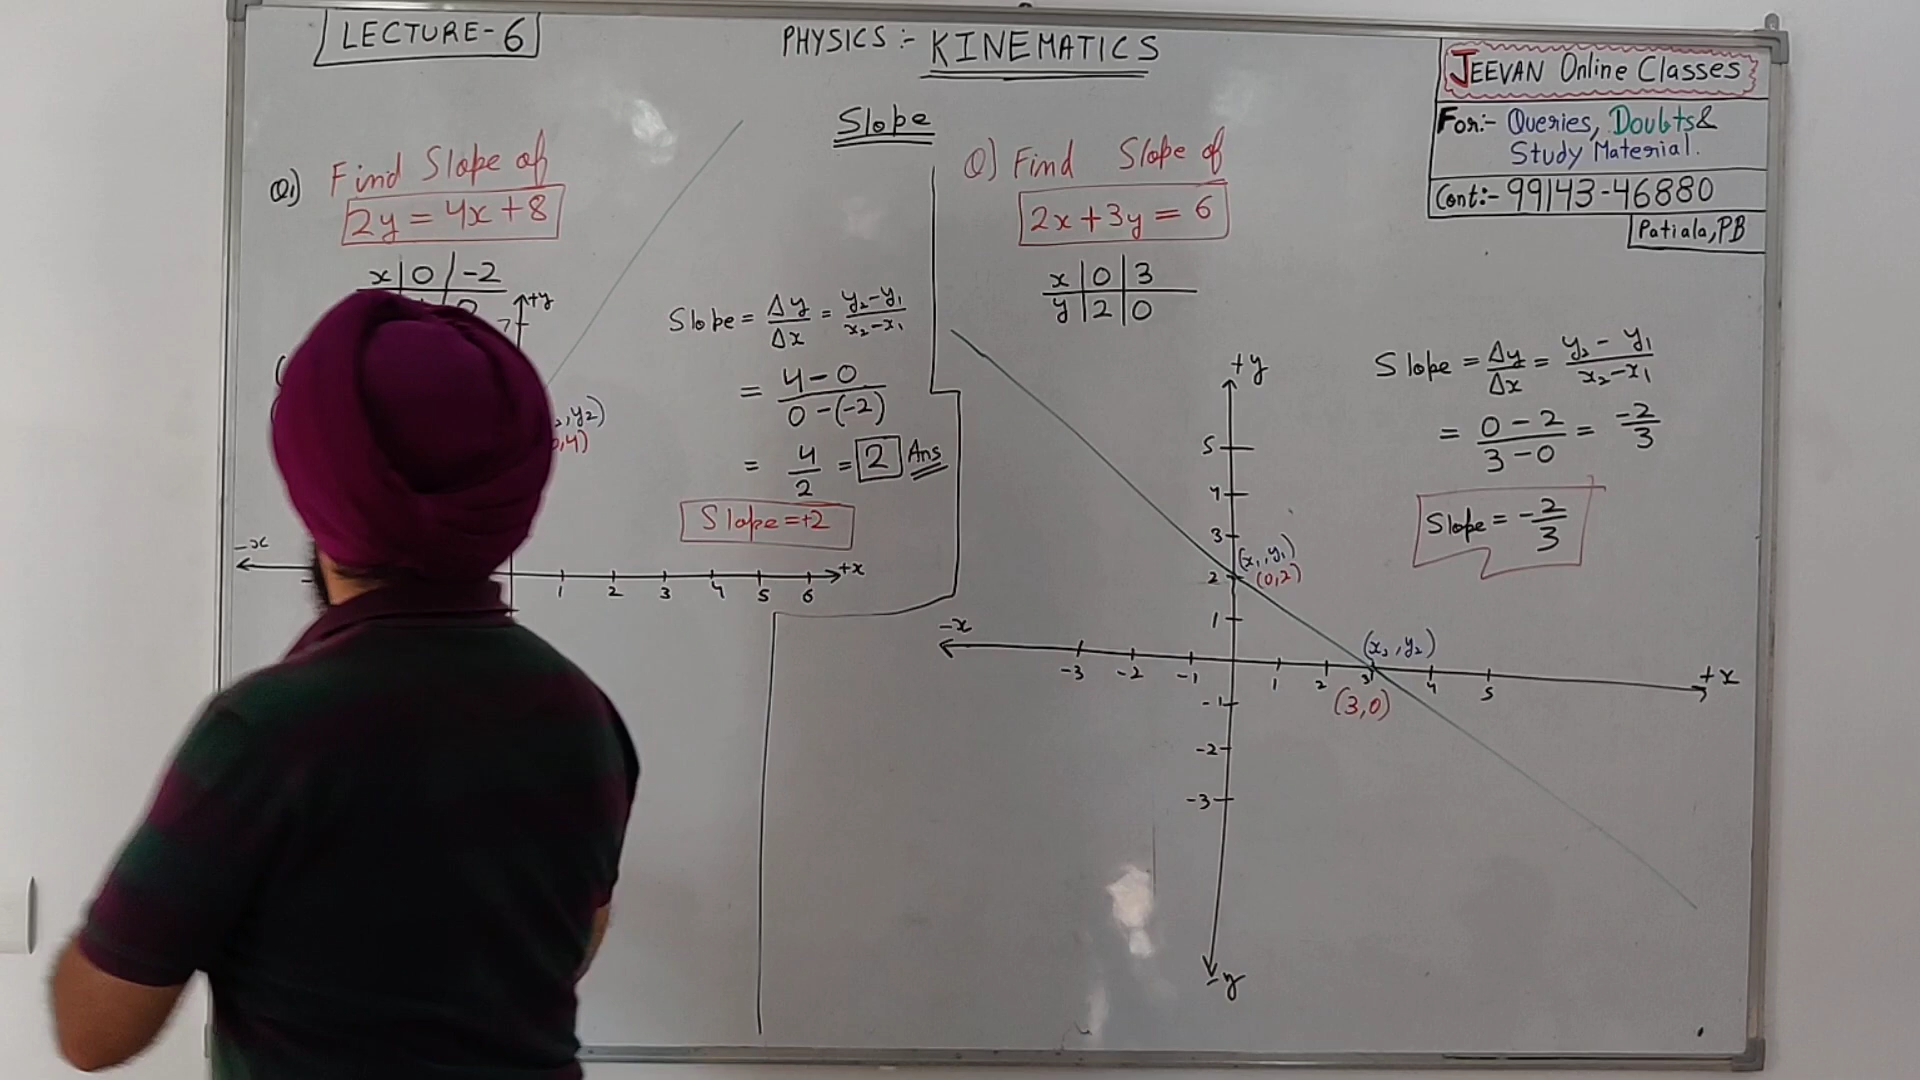 LECTURE-6
PHYSICS :- KINEMATICS
Slope
JEEVAN Online Classes
For:- Queries, Doubts &
Study Material.
Cont:- 99143-46880
Patiala, PB
Q1) Find Slope of
2y = 4x + 8
x | 0 | -2
+y
7
(0,4)
-x
+x
1 2 3 4 5 6
Slope = Δy/Δx = y₂-y₁/x₂-x₁
= 4-0/0-(-2)
= 4/2 = 2 Ans
Slope = +2
Q) Find Slope of
2x + 3y = 6
x | 0 | 3
y | 2 | 0
+y
5
4
3
(x₁, y₁)
2 (0,2)
1
-x
(x₂, y₂)
+x
-3 -2 -1 1 2 3 4 5
(3,0)
-1
-2
-3
-y
Slope = Δy/Δx = y₂-y₁/x₂-x₁
= 0-2/3-0 = -2/3
Slope = -2/3